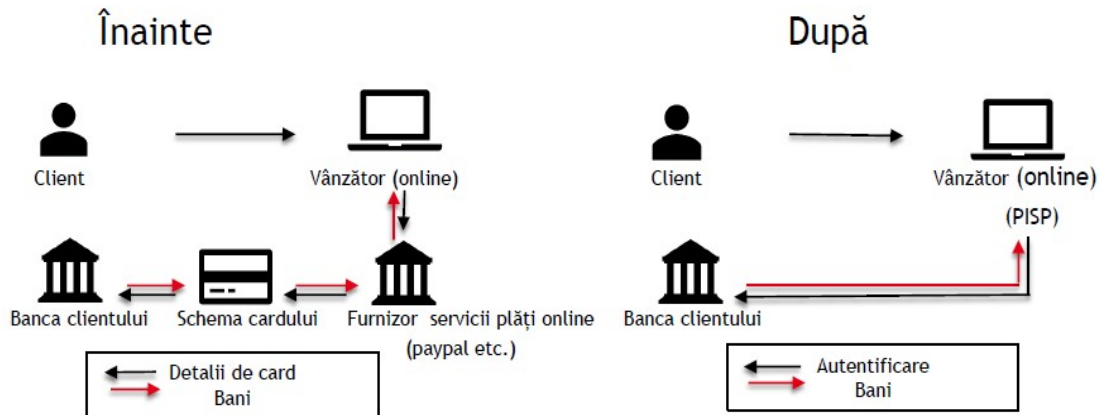 Înainte
După
Client
Vânzător (online)
Client
Vânzător (online)
(PISP)
Banca clientului
Schema cardului
Furnizor servicii plăți online
(paypal etc.)
Banca clientului
Detalii de card
Bani
Autentificare
Bani